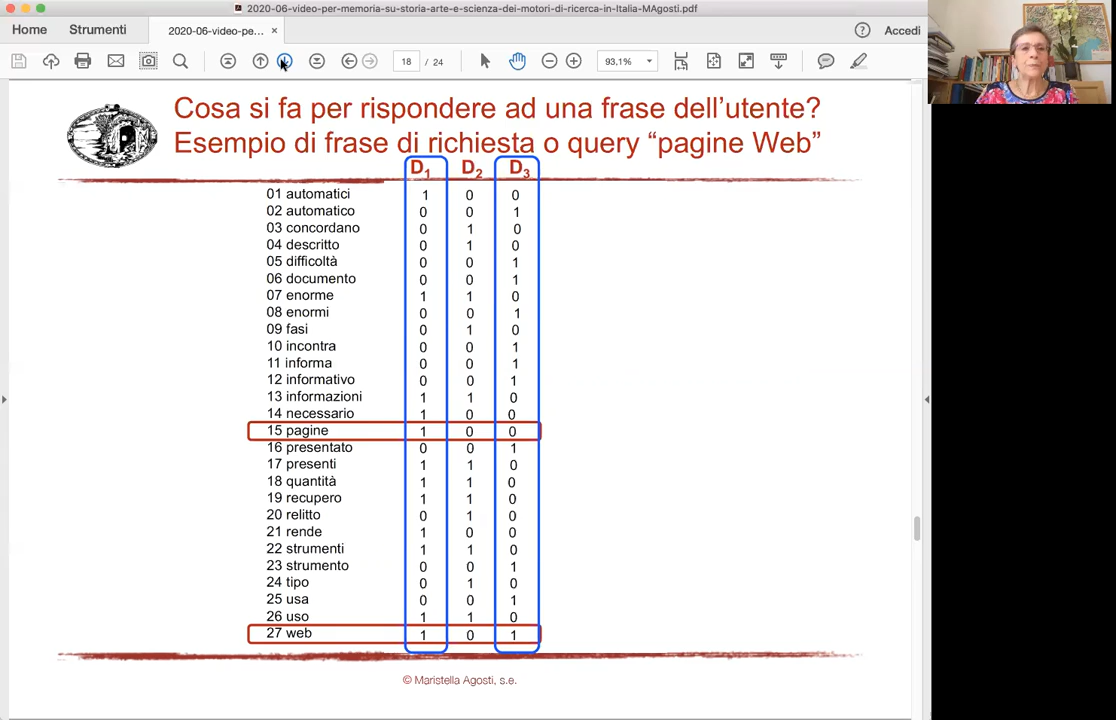 2020-06-video-per-memoria-su-storia-arte-e-scienza-dei-motori-di-ricerca-in-Italia-MAgosti.pdf
Home Strumenti 2020-06-video-pe... × ? Accedi
18 / 24 93,1%
Cosa si fa per rispondere ad una frase dell'utente?
Esempio di frase di richiesta o query “pagine Web”
D1 D2 D3
01 automatici 1 0 0
02 automatico 0 0 1
03 concordano 0 1 0
04 descritto 0 1 0
05 difficoltà 0 0 1
06 documento 0 0 1
07 enorme 1 1 0
08 enormi 0 0 1
09 fasi 0 1 0
10 incontra 0 0 1
11 informa 0 0 1
12 informativo 0 0 1
13 informazioni 1 1 0
14 necessario 1 0 0
15 pagine 1 0 0
16 presentato 0 0 1
17 presenti 1 1 0
18 quantità 1 1 0
19 recupero 1 1 0
20 relitto 0 1 0
21 rende 1 0 0
22 strumenti 1 1 0
23 strumento 0 0 1
24 tipo 0 1 0
25 usa 0 0 1
26 uso 1 1 0
27 web 1 0 1
© Maristella Agosti, s.e.